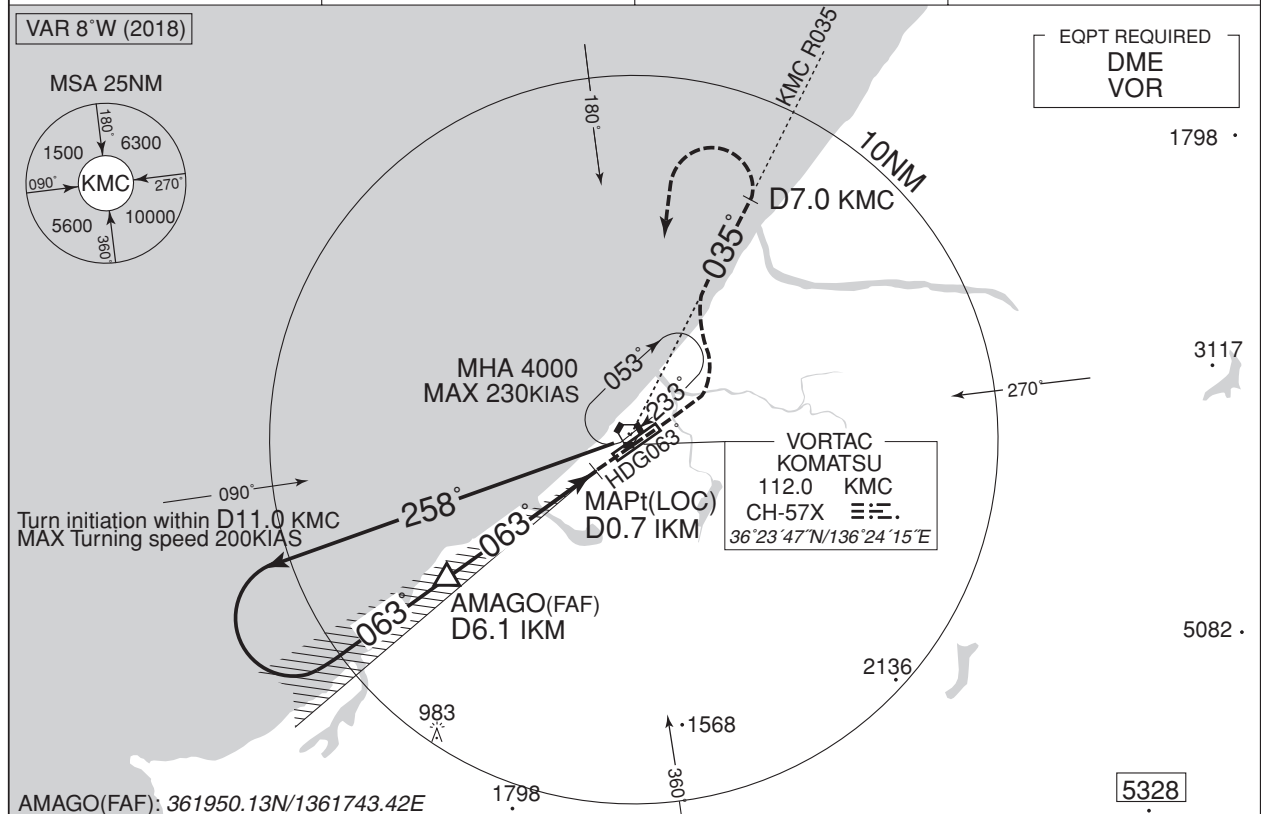 VAR 8°W (2018)
MSA 25NM
180°
1500
6300
090°
KMC
270°
5600
10000
360°
EQPT REQUIRED
DME
VOR
1798
KMC R035
180°
10NM
D7.0 KMC
035°
3117
MHA 4000
MAX 230KIAS
053°
233°
270°
HDG063°
VORTAC
KOMATSU
112.0 KMC
CH-57X
36°23´47˝N/136°24´15˝E
090°
Turn initiation within D11.0 KMC
MAX Turning speed 200KIAS
258°
063°
MAPt(LOC)
D0.7 IKM
AMAGO(FAF)
D6.1 IKM
063°
5082
2136
983
1568
360°
AMAGO(FAF): 361950.13N/1361743.42E
1798
5328